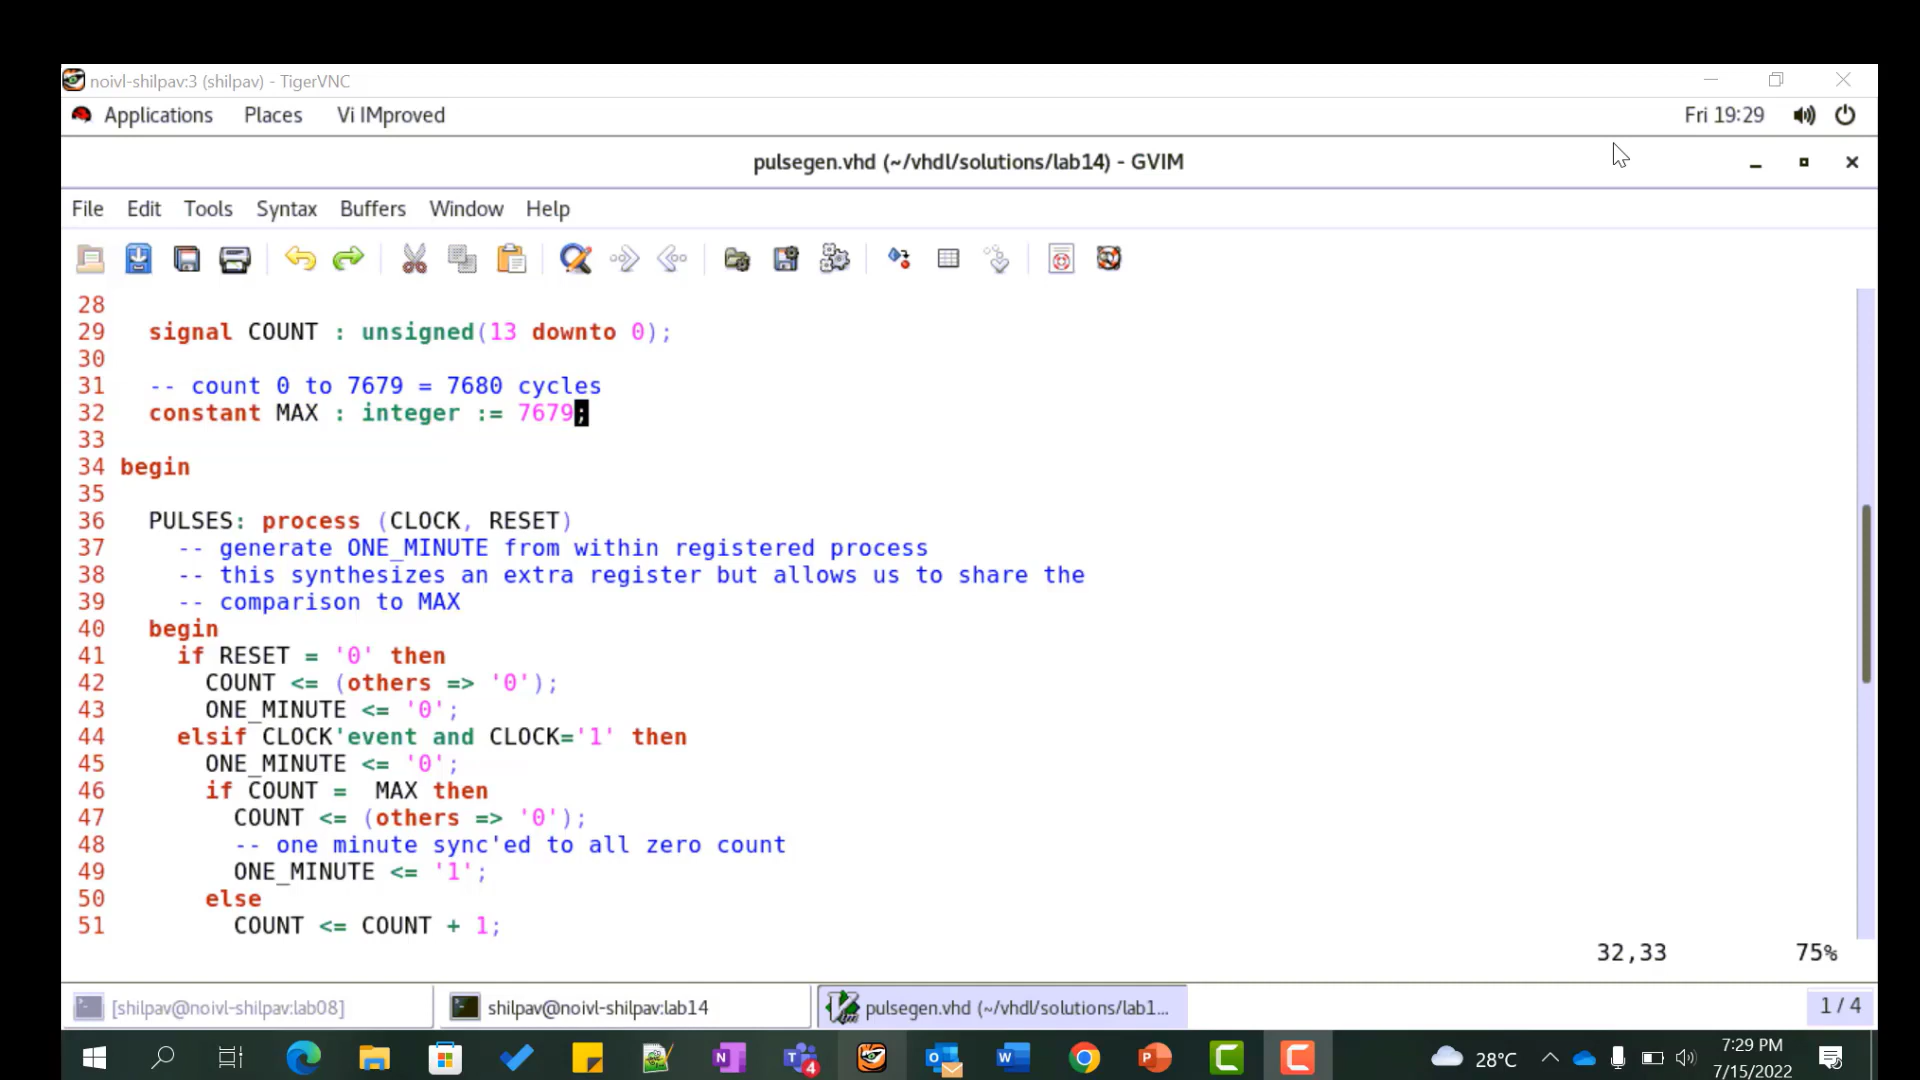 noivl-shilpav:3 (shilpav) - TigerVNC
Applications Places Vi IMproved Fri 19:29
pulsegen.vhd (~/vhdl/solutions/lab14) - GVIM
File Edit Tools Syntax Buffers Window Help
28
29 signal COUNT : unsigned(13 downto 0);
30
31 -- count 0 to 7679 = 7680 cycles
32 constant MAX : integer := 7679;
33
34 begin
35
36 PULSES: process (CLOCK, RESET)
37 -- generate ONE_MINUTE from within registered process
38 -- this synthesizes an extra register but allows us to share the
39 -- comparison to MAX
40 begin
41 if RESET = '0' then
42 COUNT <= (others => '0');
43 ONE_MINUTE <= '0';
44 elsif CLOCK'event and CLOCK='1' then
45 ONE_MINUTE <= '0';
46 if COUNT =  MAX then
47 COUNT <= (others => '0');
48 -- one minute sync'ed to all zero count
49 ONE_MINUTE <= '1';
50 else
51 COUNT <= COUNT + 1;
32,33 75%
[shilpav@noivl-shilpav:lab08] shilpav@noivl-shilpav:lab14 pulsegen.vhd (~/vhdl/solutions/lab1... 1 / 4
4 28°C 7:29 PM
7/15/2022